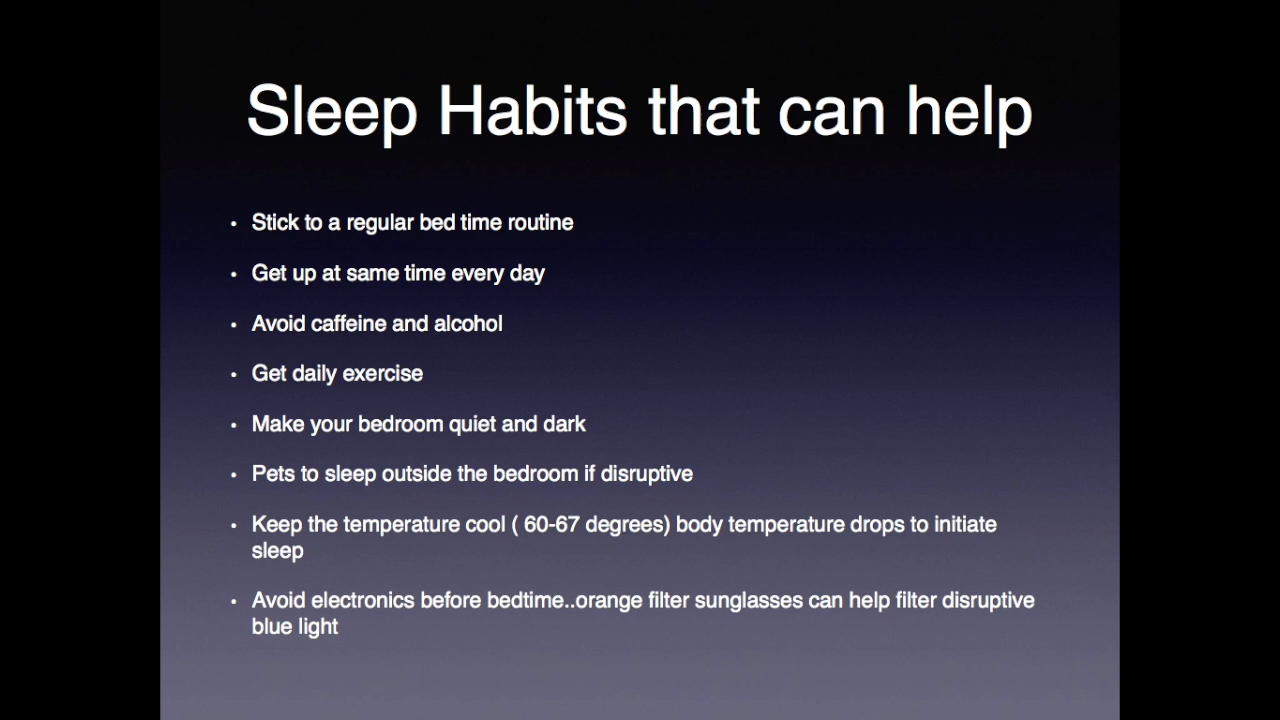 Sleep Habits that can help
• Stick to a regular bed time routine
• Get up at same time every day
• Avoid caffeine and alcohol
• Get daily exercise
• Make your bedroom quiet and dark
• Pets to sleep outside the bedroom if disruptive
• Keep the temperature cool ( 60-67 degrees) body temperature drops to initiate
sleep
• Avoid electronics before bedtime..orange filter sunglasses can help filter disruptive
blue light